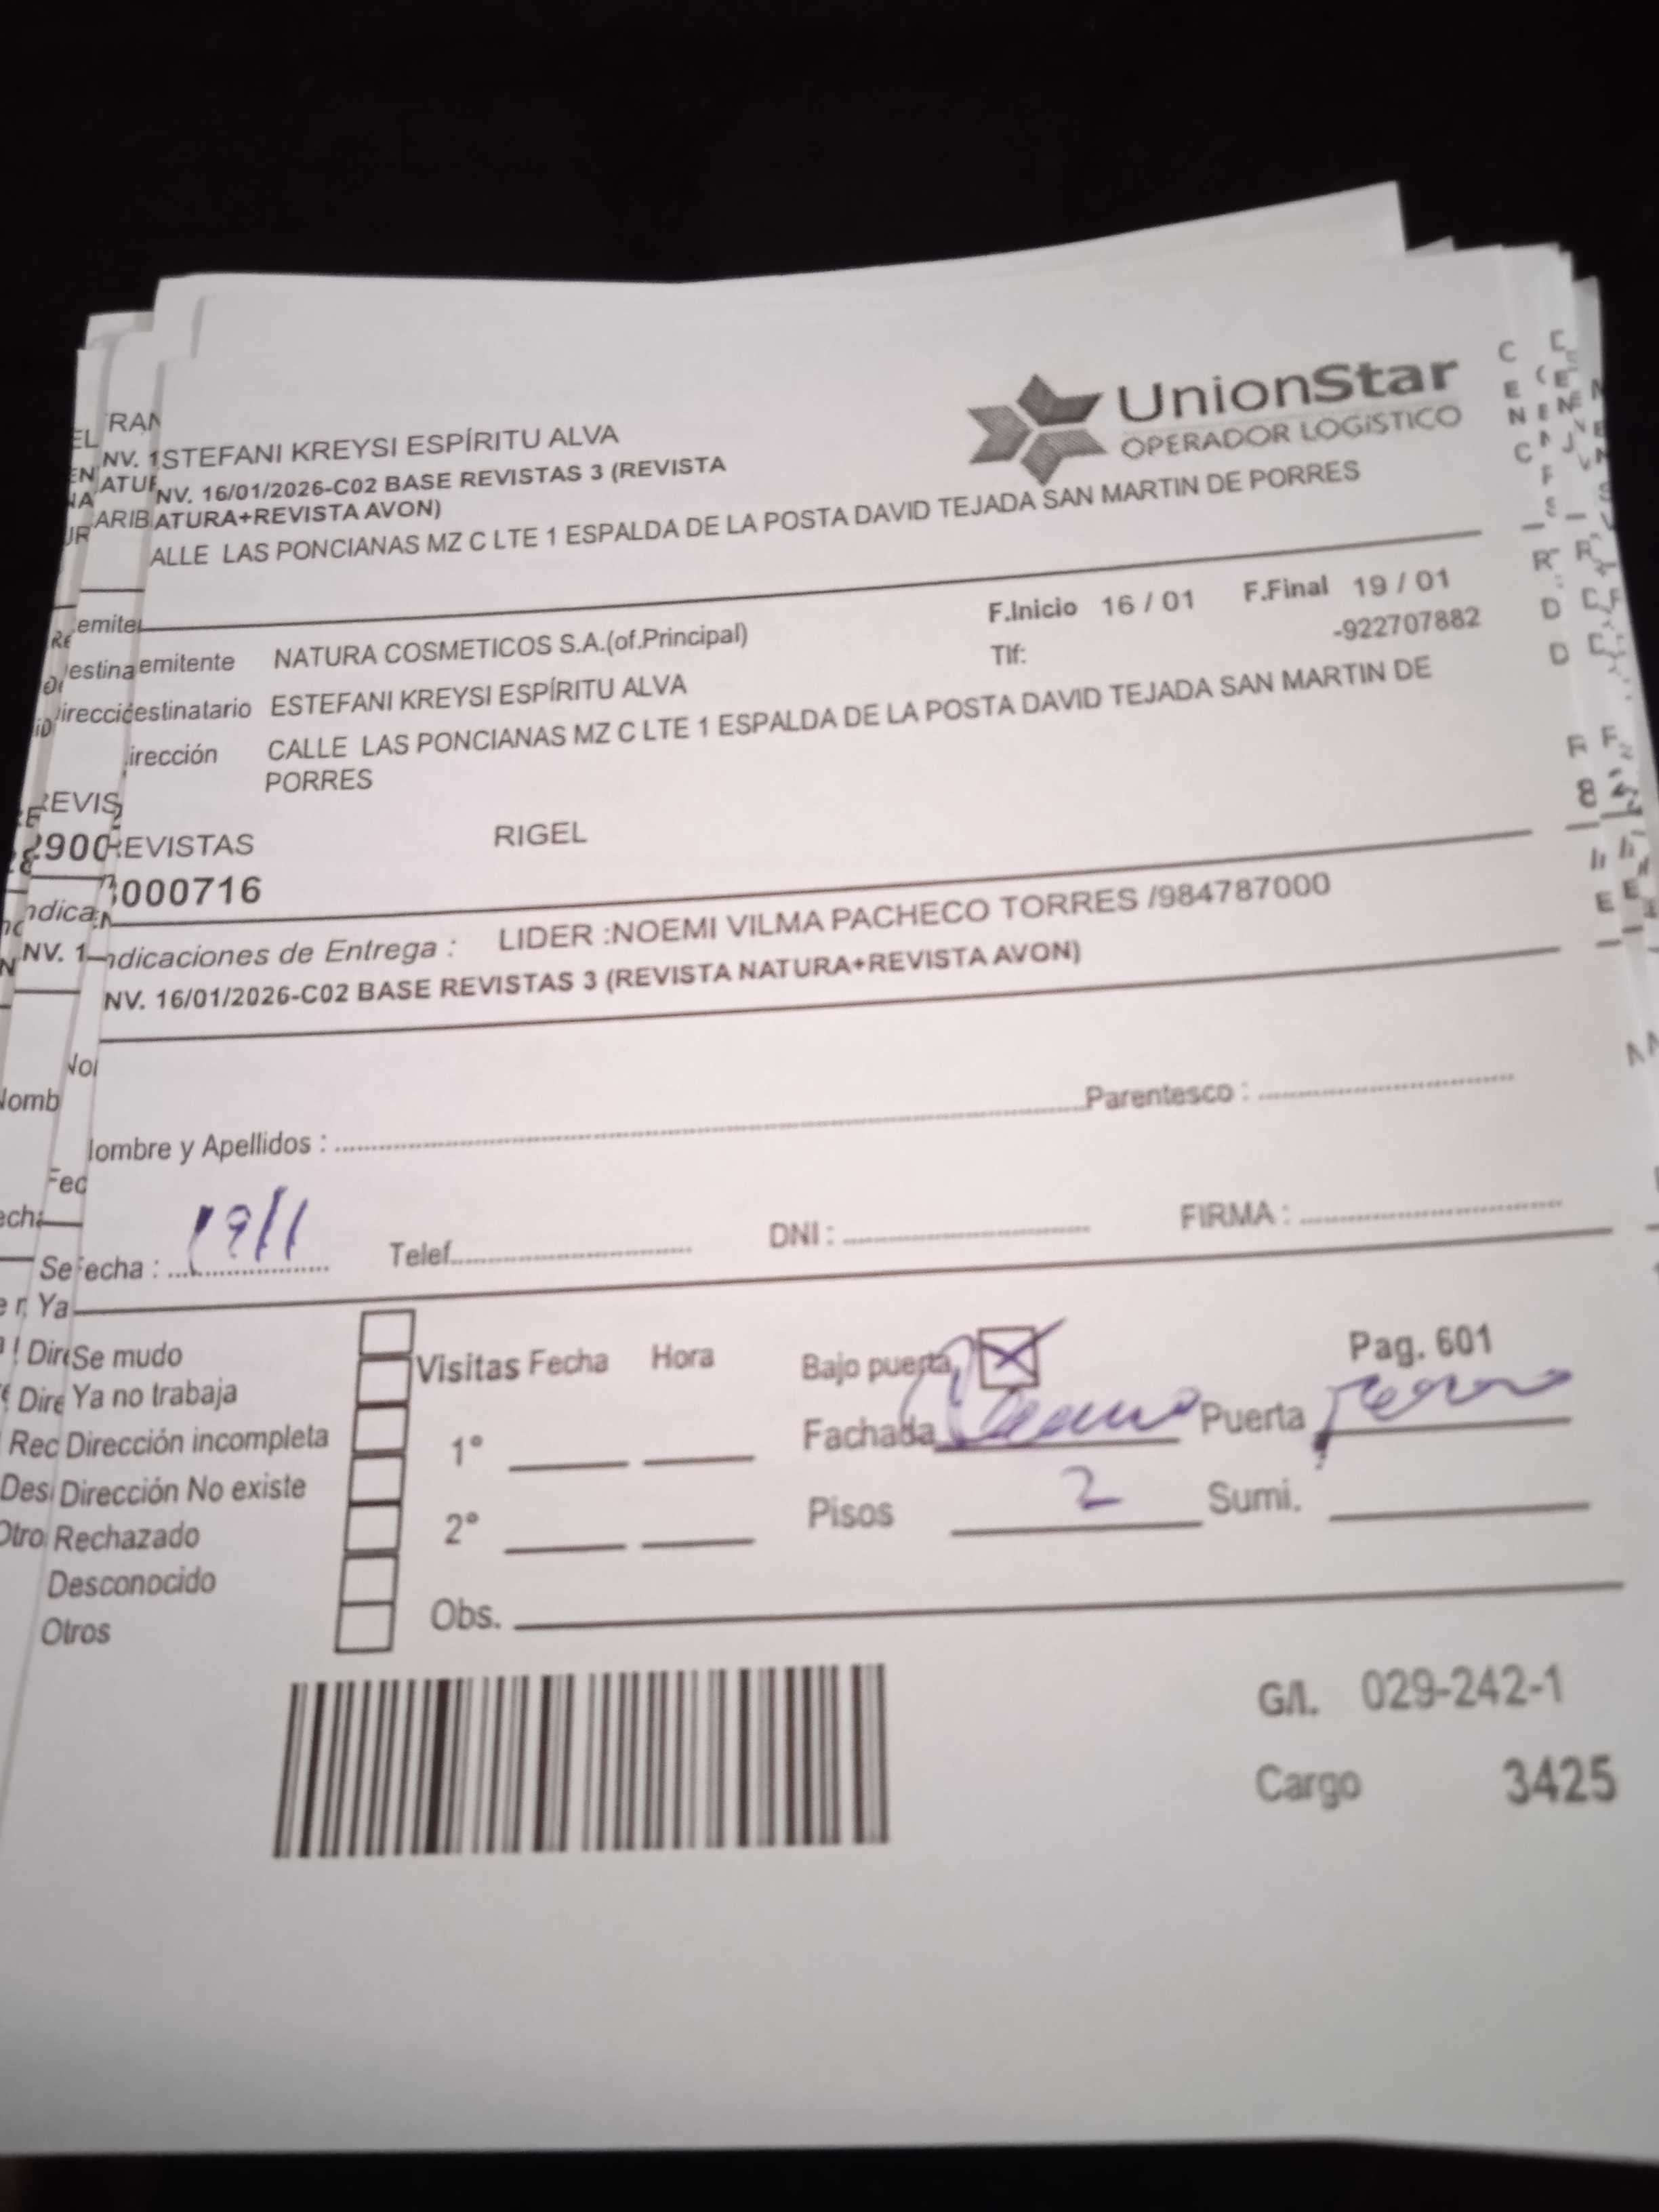 UnionStar
OPERADOR LOGÍSTICO
STEFANI KREYSI ESPÍRITU ALVA
NV. 16/01/2026-C02 BASE REVISTAS 3 (REVISTA
ATURA+REVISTA AVON)
ALLE LAS PONCIANAS MZ C LTE 1 ESPALDA DE LA POSTA DAVID TEJADA SAN MARTIN DE PORRES
F.Inicio 16 / 01 F.Final 19 / 01
emitente NATURA COSMETICOS S.A.(of.Principal) Tlf: -922707882
estinatario ESTEFANI KREYSI ESPÍRITU ALVA
irección CALLE LAS PONCIANAS MZ C LTE 1 ESPALDA DE LA POSTA DAVID TEJADA SAN MARTIN DE
PORRES
REVISTAS RIGEL
000716
ndicaciones de Entrega : LIDER :NOEMI VILMA PACHECO TORRES /984787000
NV. 16/01/2026-C02 BASE REVISTAS 3 (REVISTA NATURA+REVISTA AVON)
Nombre y Apellidos : Parentesco :
echa : 19/1 Telef. DNI : FIRMA :
Se mudo
Ya no trabaja
Dirección incompleta
Dirección No existe
Rechazado
Desconocido
Otros
Visitas Fecha Hora
1°
2°
Obs.
Bajo puerta X Pag. 601
Fachada Puerta
Pisos 2 Sumi.
G/I. 029-242-1
Cargo 3425